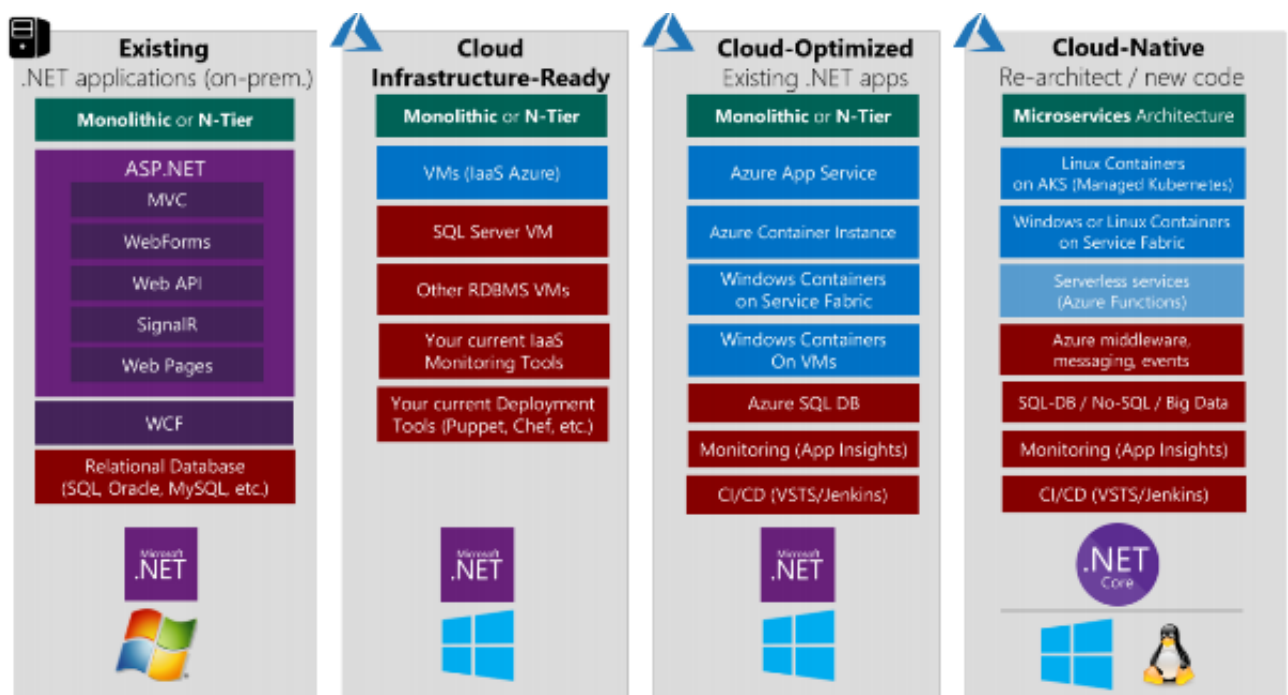 Existing
.NET applications (on-prem.)
Monolithic or N-Tier
ASP.NET
MVC
WebForms
Web API
SignalR
Web Pages
WCF
Relational Database
(SQL, Oracle, MySQL, etc.)
Microsoft
.NET
Cloud
Infrastructure-Ready
Monolithic or N-Tier
VMs (IaaS Azure)
SQL Server VM
Other RDBMS VMs
Your current IaaS
Monitoring Tools
Your current Deployment
Tools (Puppet, Chef, etc.)
Microsoft
.NET
Cloud-Optimized
Existing .NET apps
Monolithic or N-Tier
Azure App Service
Azure Container Instance
Windows Containers
on Service Fabric
Windows Containers
On VMs
Azure SQL DB
Monitoring (App Insights)
CI/CD (VSTS/Jenkins)
Microsoft
.NET
Cloud-Native
Re-architect / new code
Microservices Architecture
Linux Containers
on AKS (Managed Kubernetes)
Windows or Linux Containers
on Service Fabric
Serverless services
(Azure Functions)
Azure middleware,
messaging, events
SQL-DB / No-SQL / Big Data
Monitoring (App Insights)
CI/CD (VSTS/Jenkins)
.NET
Core